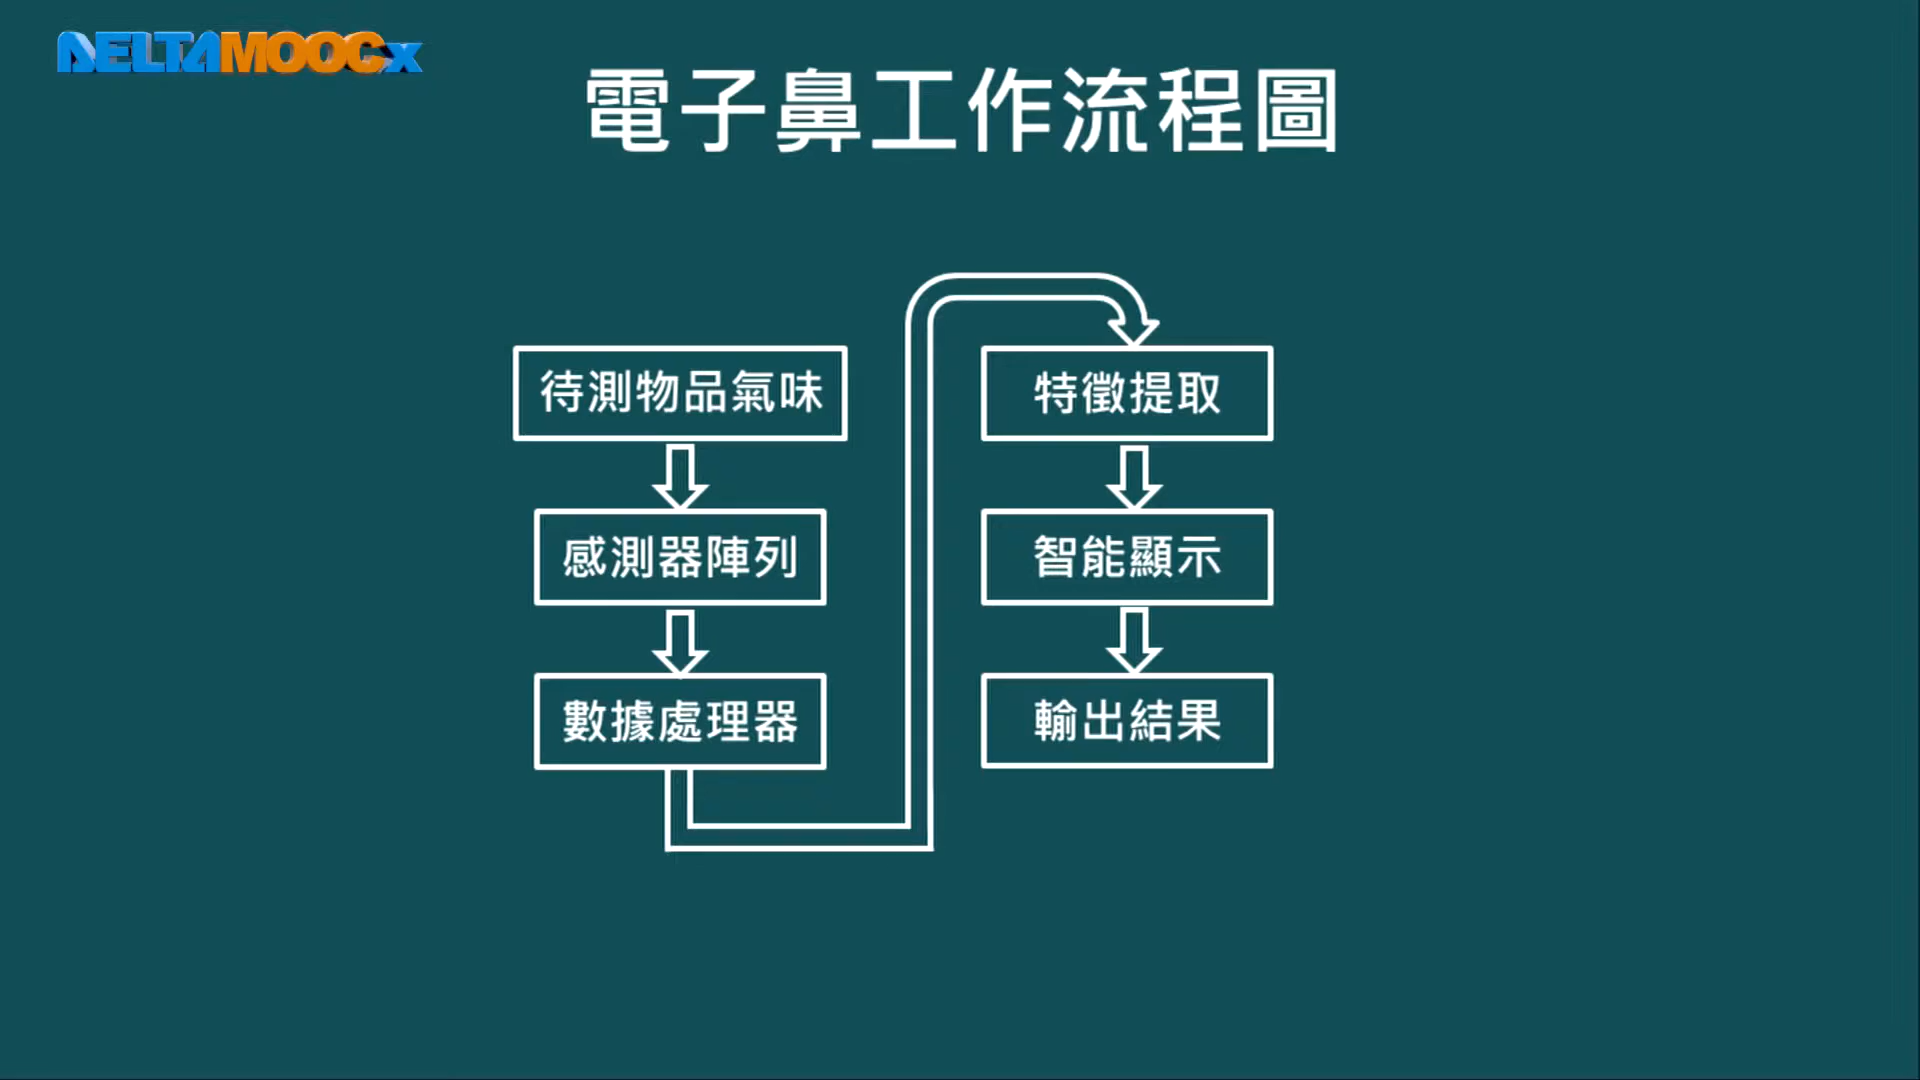 DELTAMOOCx
電子鼻工作流程圖
待測物品氣味
感測器陣列
數據處理器
特徵提取
智能顯示
輸出結果